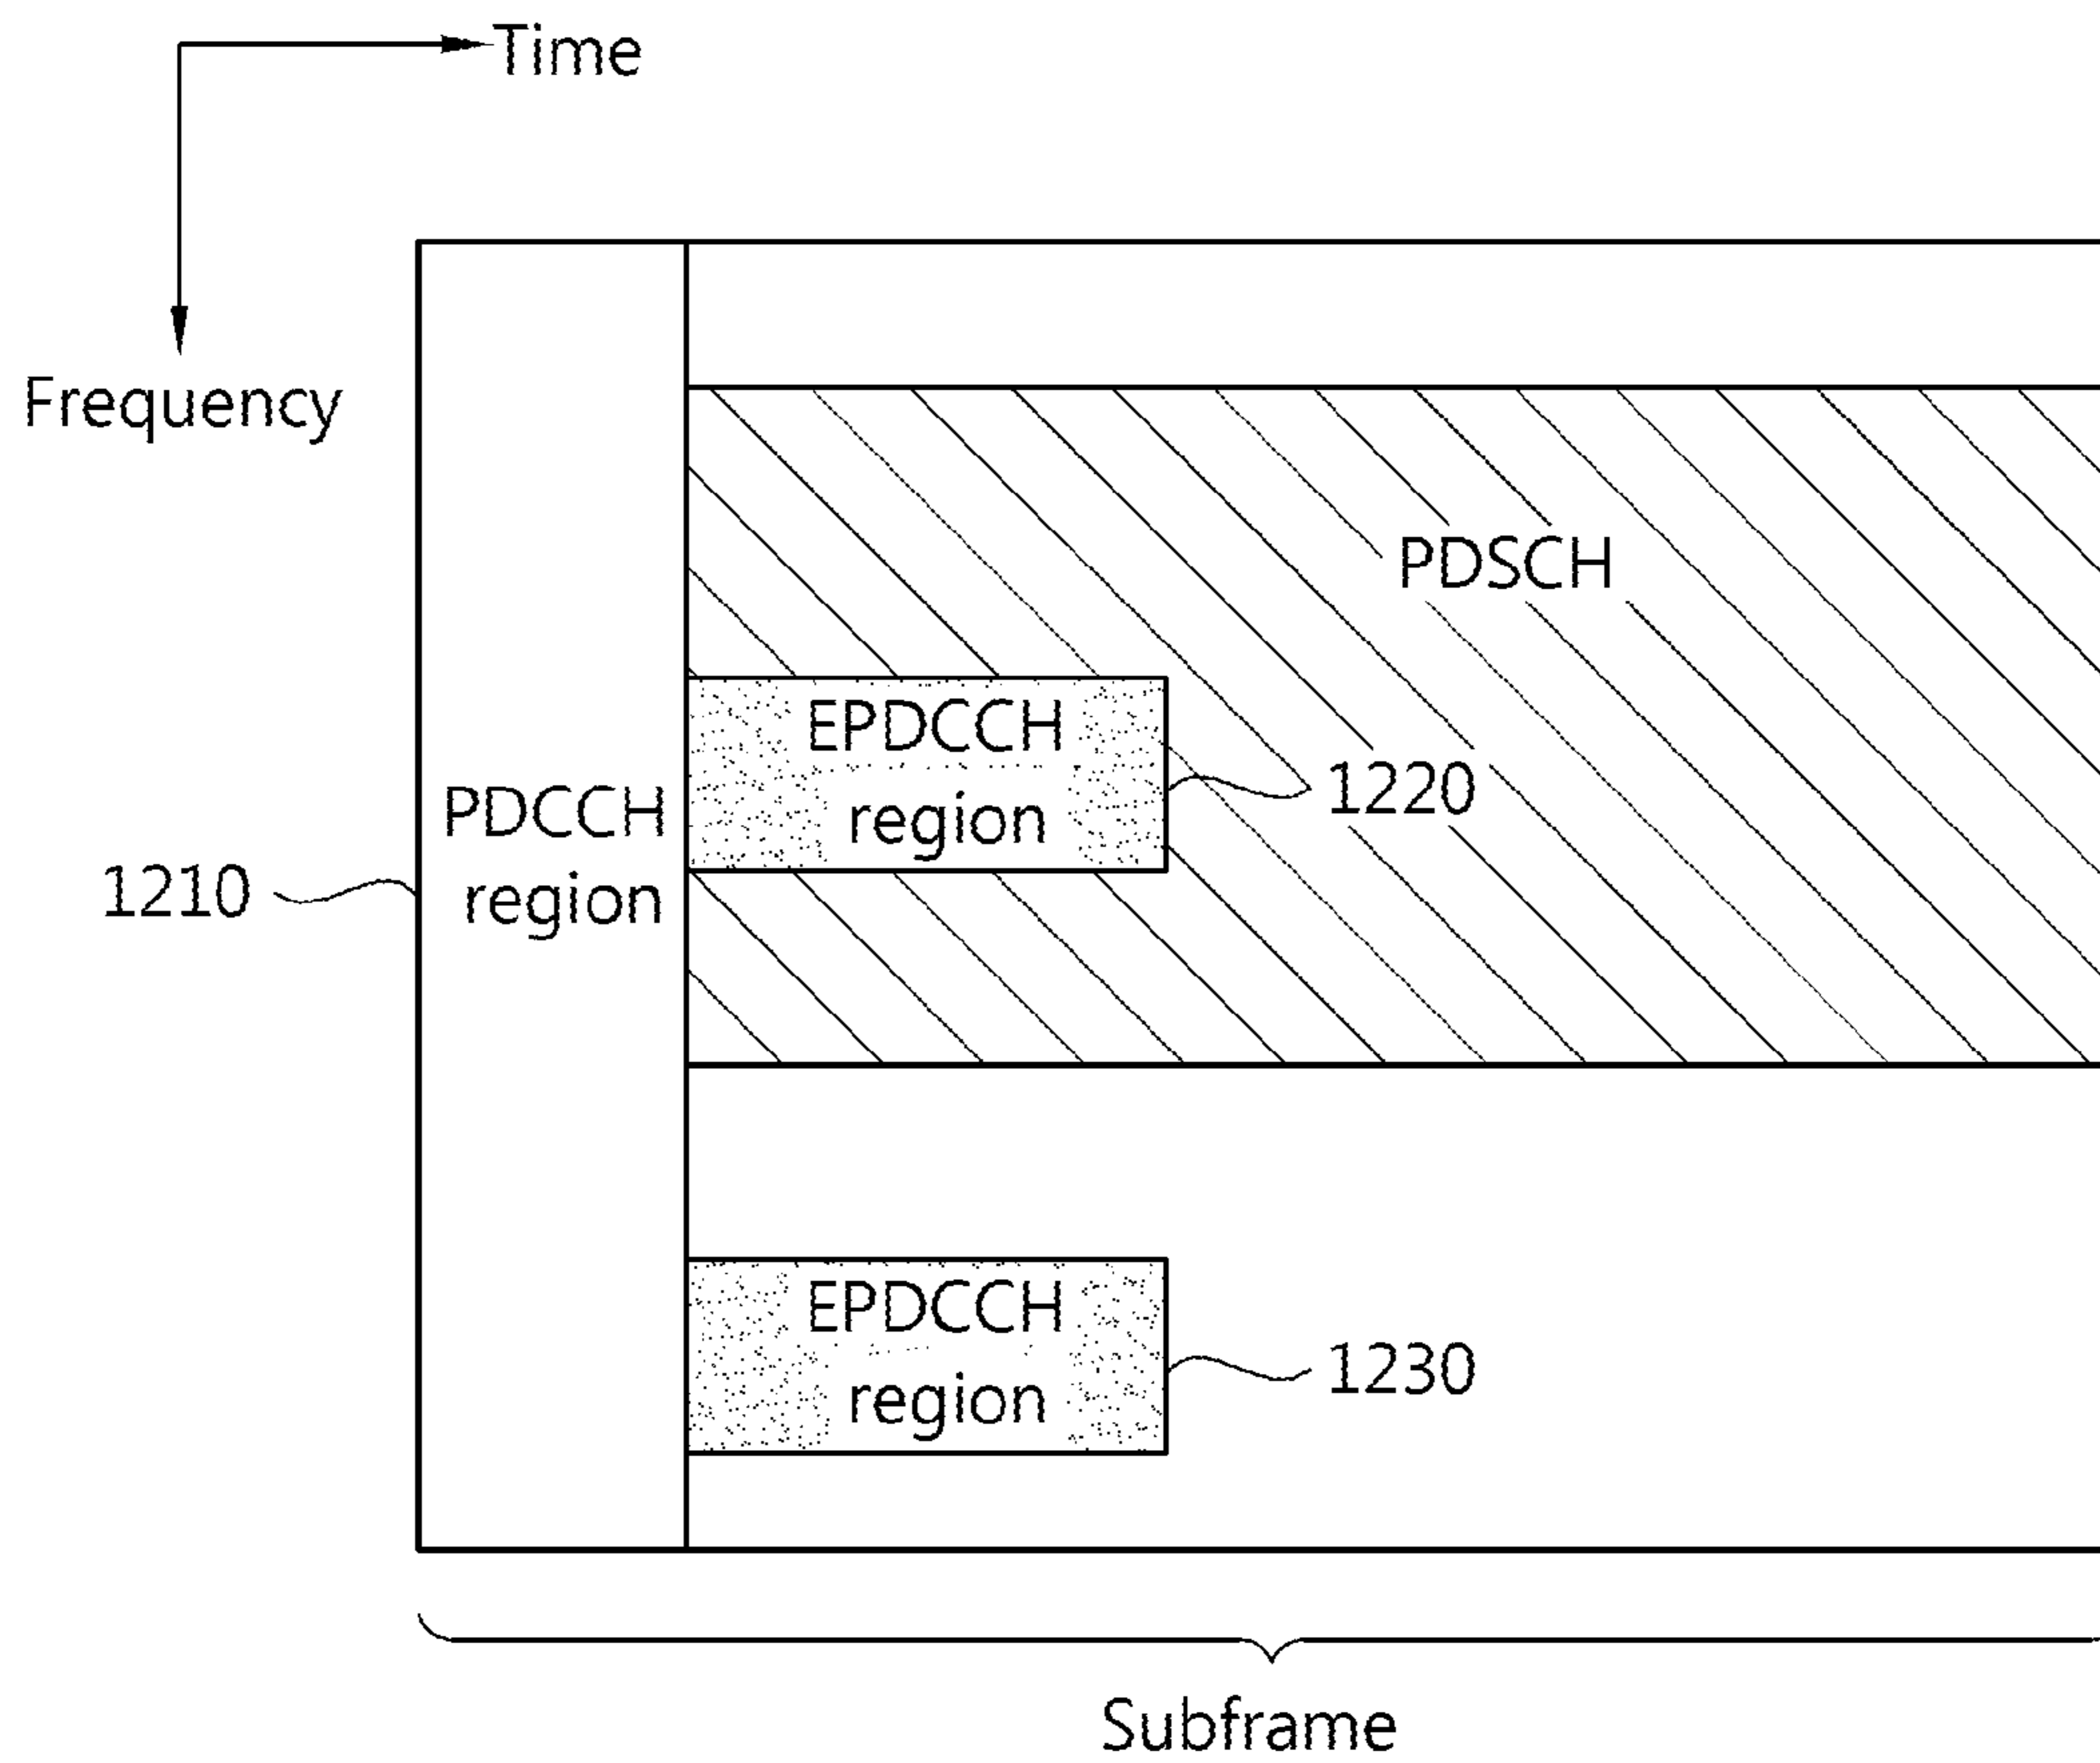 Time
Frequency
PDSCH
EPDCCH
region
1220
PDCCH
region
1210
EPDCCH
region
1230
Subframe